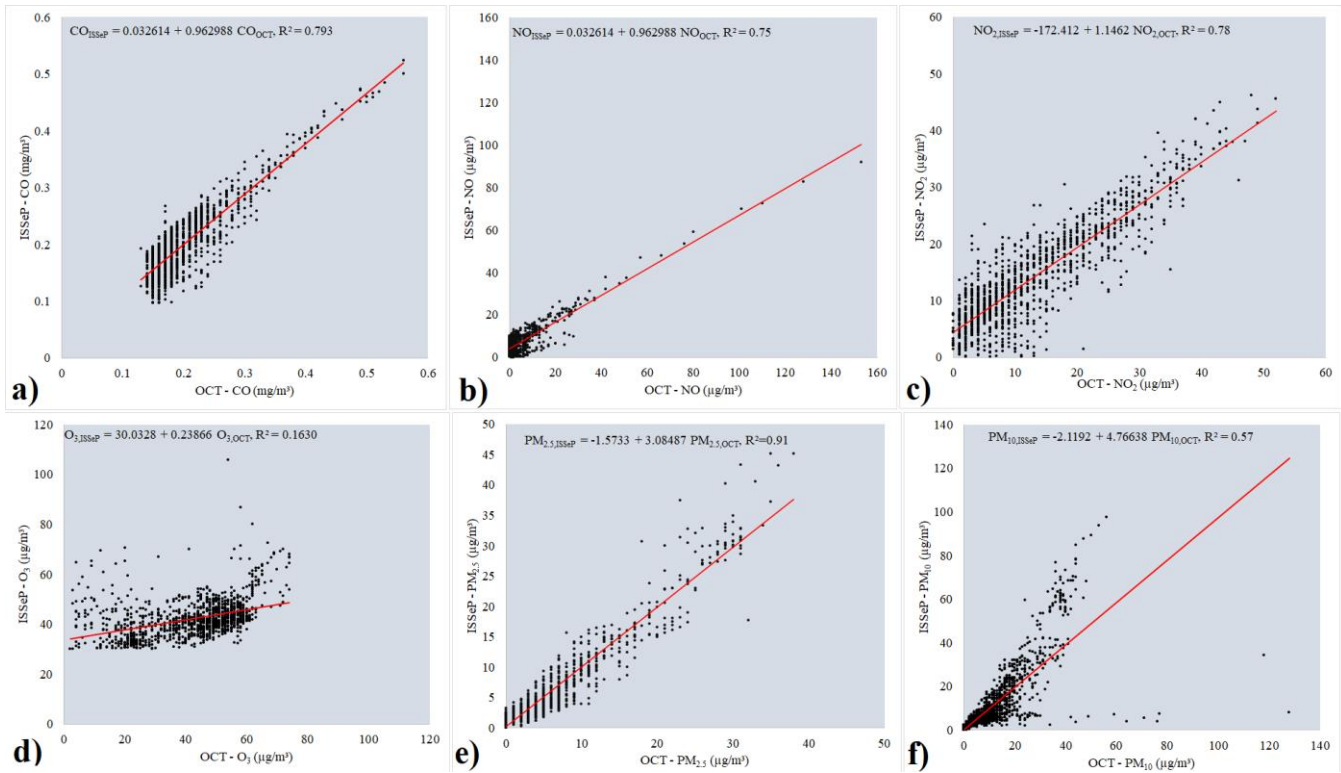 CO_ISSeP = 0.032614 + 0.962988 CO_OCT, R² = 0.793
ISSeP - CO (mg/m³)
0.6
0.5
0.4
0.3
0.2
0.1
0
0 0.1 0.2 0.3 0.4 0.5 0.6
OCT - CO (mg/m³)
a)
NO_ISSeP = 0.032614 + 0.962988 NO_OCT, R² = 0.75
ISSeP - NO (µg/m³)
160
140
120
100
80
60
40
20
0
0 20 40 60 80 100 120 140 160
OCT - NO (µg/m³)
b)
NO₂,ISSeP = -172.412 + 1.1462 NO₂,OCT, R² = 0.78
ISSeP - NO₂ (µg/m³)
60
50
40
30
20
10
0
0 10 20 30 40 50 60
OCT - NO₂ (µg/m³)
c)
O₃,ISSeP = 30.0328 + 0.23866 O₃,OCT, R² = 0.1630
ISSeP - O₃ (µg/m³)
120
100
80
60
40
20
0
0 20 40 60 80 100 120
OCT - O₃ (µg/m³)
d)
PM₂.₅,ISSeP = -1.5733 + 3.08487 PM₂.₅,OCT, R²=0.91
ISSeP - PM₂.₅ (µg/m³)
50
45
40
35
30
25
20
15
10
5
0
0 10 20 30 40 50
OCT - PM₂.₅ (µg/m³)
e)
PM₁₀,ISSeP = -2.1192 + 4.76638 PM₁₀,OCT, R² = 0.57
ISSeP - PM₁₀ (µg/m³)
140
120
100
80
60
40
20
0
0 20 40 60 80 100 120 140
OCT - PM₁₀ (µg/m³)
f)